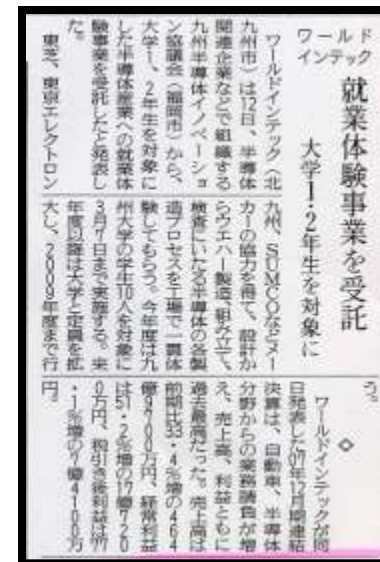 ワールド
インテック
就業体験事業を受託
大学1・2年生を対象に
ワールドインテック（北
九州市）は12日、半導体
関連企業などで組織する
九州半導体イノベーショ
ン協議会（福岡市）から、
大学1、2年生を対象に
した半導体産業への就業体
験事業を受託したと発表し
た。
東芝、東京エレクトロン
九州、SUMCOなどメー
カーの協力を得て、設計か
らウエハー製造、組み立て、
検査にいたる半導体の各製
造プロセスを工場で一貫体
験してもらう。今年度は九
州大学の学生10人を対象に
3月7日まで実施する。来
年度以降は大学と定員を拡
大し、2009年度まで行
う。
◇
ワールドインテックが同
日発表した07年12月期連結
決算は、自動車、半導体
分野からの業務請負が増
え、売上高、利益ともに
過去最高だった。売上高は
前期比33・4%増の464
億3700万円、経常利益
は51・2%増の17億720
0万円、税引き後利益は77
・1%増の7億4100万
円。